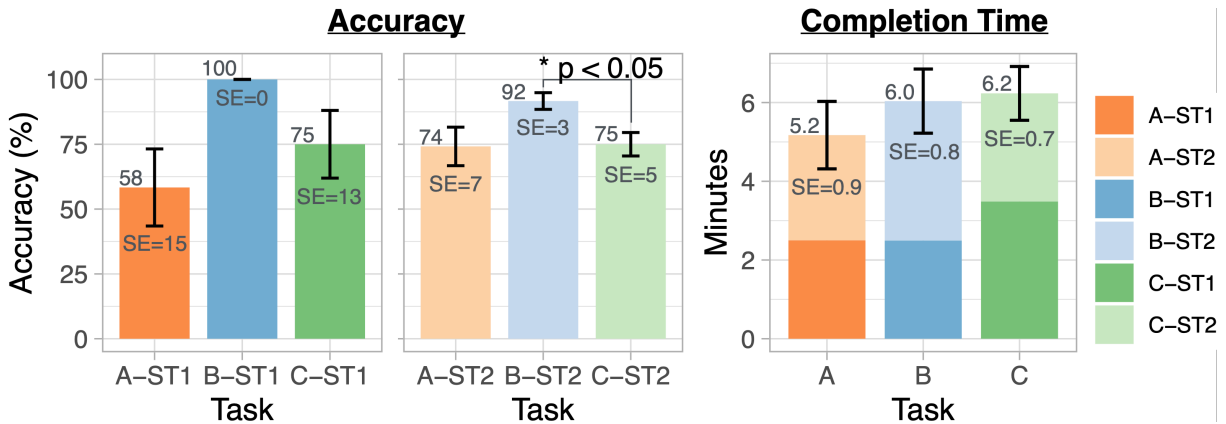 Accuracy
Completion Time
Accuracy (%)
100
75
50
25
0
100
58
75
SE=0
SE=13
SE=15
A−ST1 B−ST1 C−ST1
Task
* p < 0.05
92
74
75
SE=3
SE=7
SE=5
A−ST2 B−ST2 C−ST2
Task
Minutes
6
4
2
0
5.2
6.0
6.2
SE=0.9
SE=0.8
SE=0.7
A B C
Task
A−ST1
A−ST2
B−ST1
B−ST2
C−ST1
C−ST2